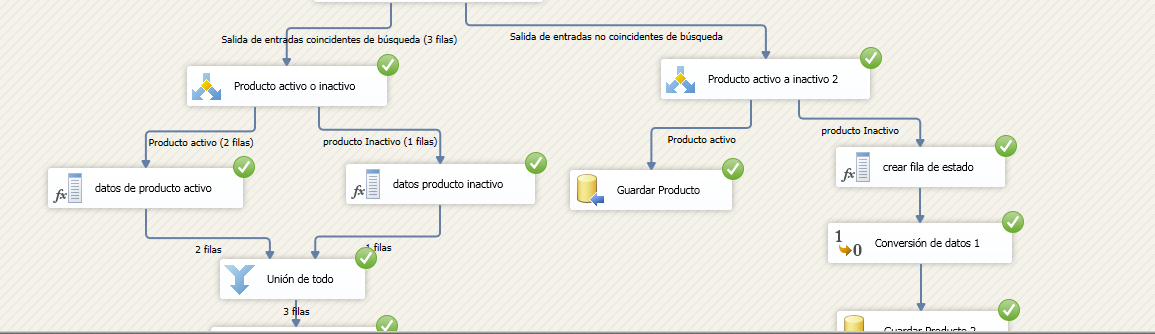 Salida de entradas coincidentes de búsqueda (3 filas)
Salida de entradas no coincidentes de búsqueda
Producto activo o inactivo
Producto activo a inactivo 2
Producto activo (2 filas)
producto Inactivo (1 filas)
Producto activo
producto Inactivo
datos de producto activo
datos producto inactivo
Guardar Producto
crear fila de estado
2 filas
1 filas
Conversión de datos 1
Unión de todo
3 filas
Guardar Producto 2